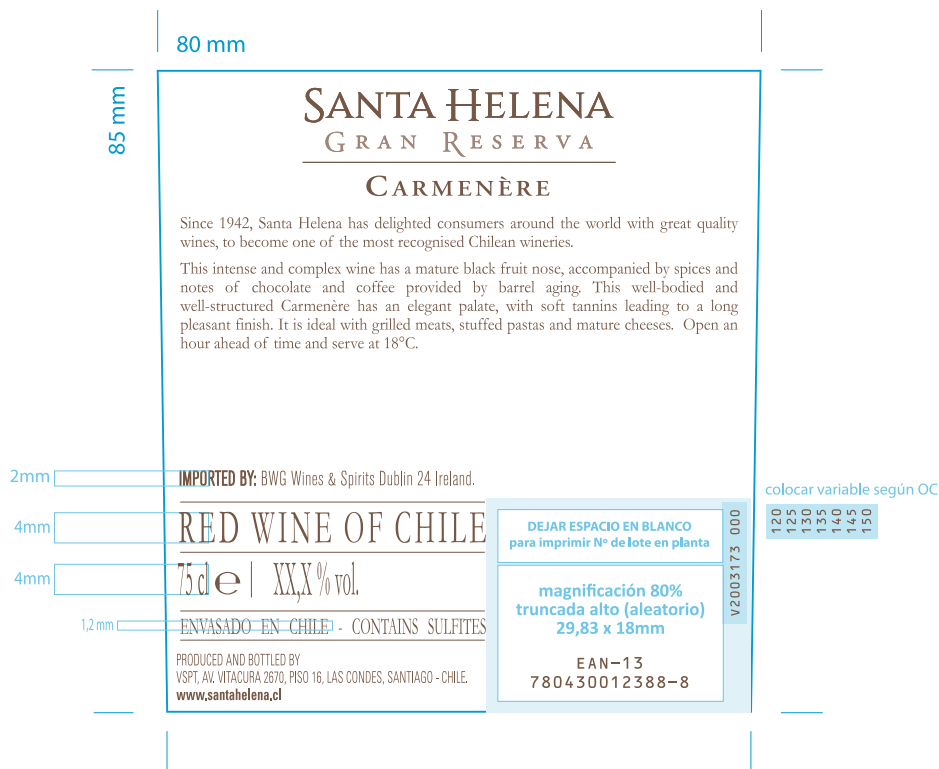 80 mm
85 mm
SANTA HELENA
GRAN RESERVA
CARMENÈRE
Since 1942, Santa Helena has delighted consumers around the world with great quality
wines, to become one of the most recognised Chilean wineries.
This intense and complex wine has a mature black fruit nose, accompanied by spices and
notes of chocolate and coffee provided by barrel aging. This well-bodied and
well-structured Carmenère has an elegant palate, with soft tannins leading to a long
pleasant finish. It is ideal with grilled meats, stuffed pastas and mature cheeses. Open an
hour ahead of time and serve at 18°C.
2mm
IMPORTED BY: BWG Wines & Spirits Dublin 24 Ireland.
4mm
RED WINE OF CHILE
4mm
75 cl e | XX,X % vol.
1,2 mm
ENVASADO EN CHILE - CONTAINS SULFITES
PRODUCED AND BOTTLED BY
VSPT, AV. VITACURA 2670, PISO 16, LAS CONDES, SANTIAGO - CHILE.
www.santahelena.cl
DEJAR ESPACIO EN BLANCO
para imprimir Nº de lote en planta
magnificación 80%
truncada alto (aleatorio)
29,83 x 18mm
EAN-13
780430012388-8
V2003173 000
colocar variable según OC
120
125
130
135
140
145
150